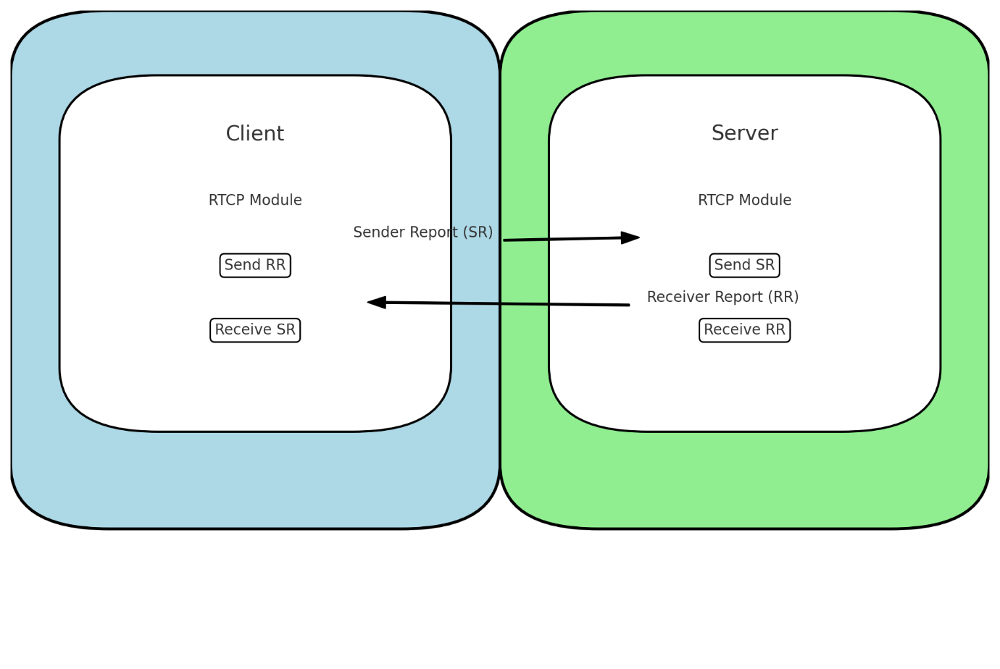 Client
RTCP Module
Sender Report (SR)
Send RR
Receive SR
Server
RTCP Module
Send SR
Receiver Report (RR)
Receive RR